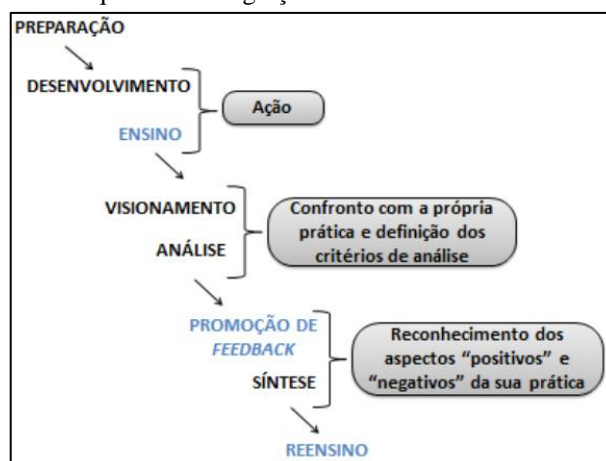 PREPARAÇÃO
DESENVOLVIMENTO
ENSINO
Ação
VISIONAMENTO
ANÁLISE
Confronto com a própria
prática e definição dos
critérios de análise
PROMOÇÃO DE
FEEDBACK
SÍNTESE
Reconhecimento dos
aspectos “positivos” e
“negativos” da sua prática
REENSINO